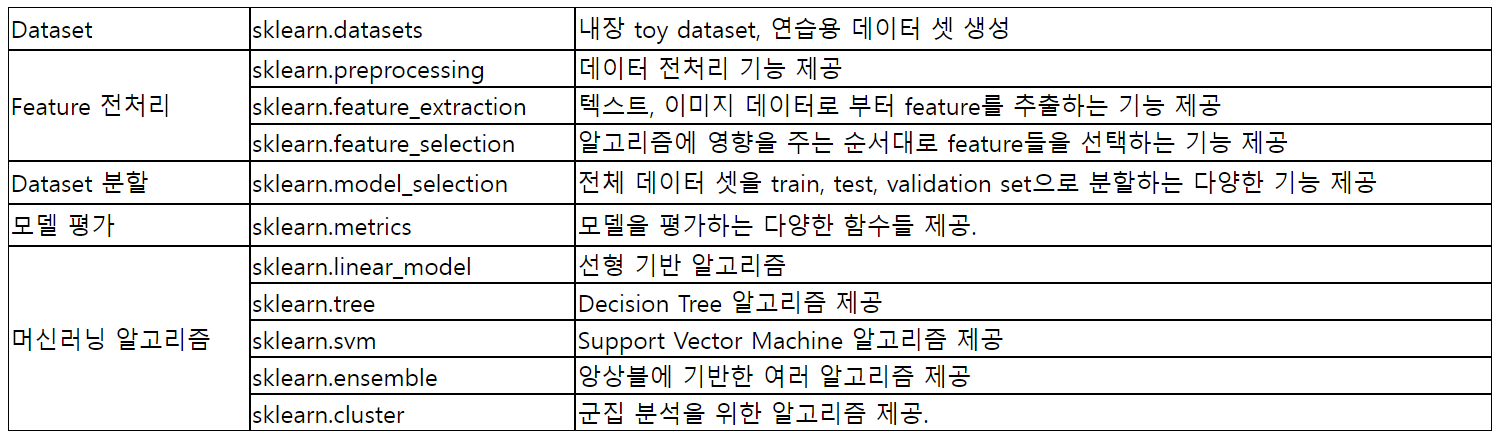 Dataset sklearn.datasets 내장 toy dataset, 연습용 데이터 셋 생성
Feature 전처리 sklearn.preprocessing 데이터 전처리 기능 제공
sklearn.feature_extraction 텍스트, 이미지 데이터로 부터 feature를 추출하는 기능 제공
sklearn.feature_selection 알고리즘에 영향을 주는 순서대로 feature들을 선택하는 기능 제공
Dataset 분할 sklearn.model_selection 전체 데이터 셋을 train, test, validation set으로 분할하는 다양한 기능 제공
모델 평가 sklearn.metrics 모델을 평가하는 다양한 함수들 제공.
머신러닝 알고리즘 sklearn.linear_model 선형 기반 알고리즘
sklearn.tree Decision Tree 알고리즘 제공
sklearn.svm Support Vector Machine 알고리즘 제공
sklearn.ensemble 앙상블에 기반한 여러 알고리즘 제공
sklearn.cluster 군집 분석을 위한 알고리즘 제공.